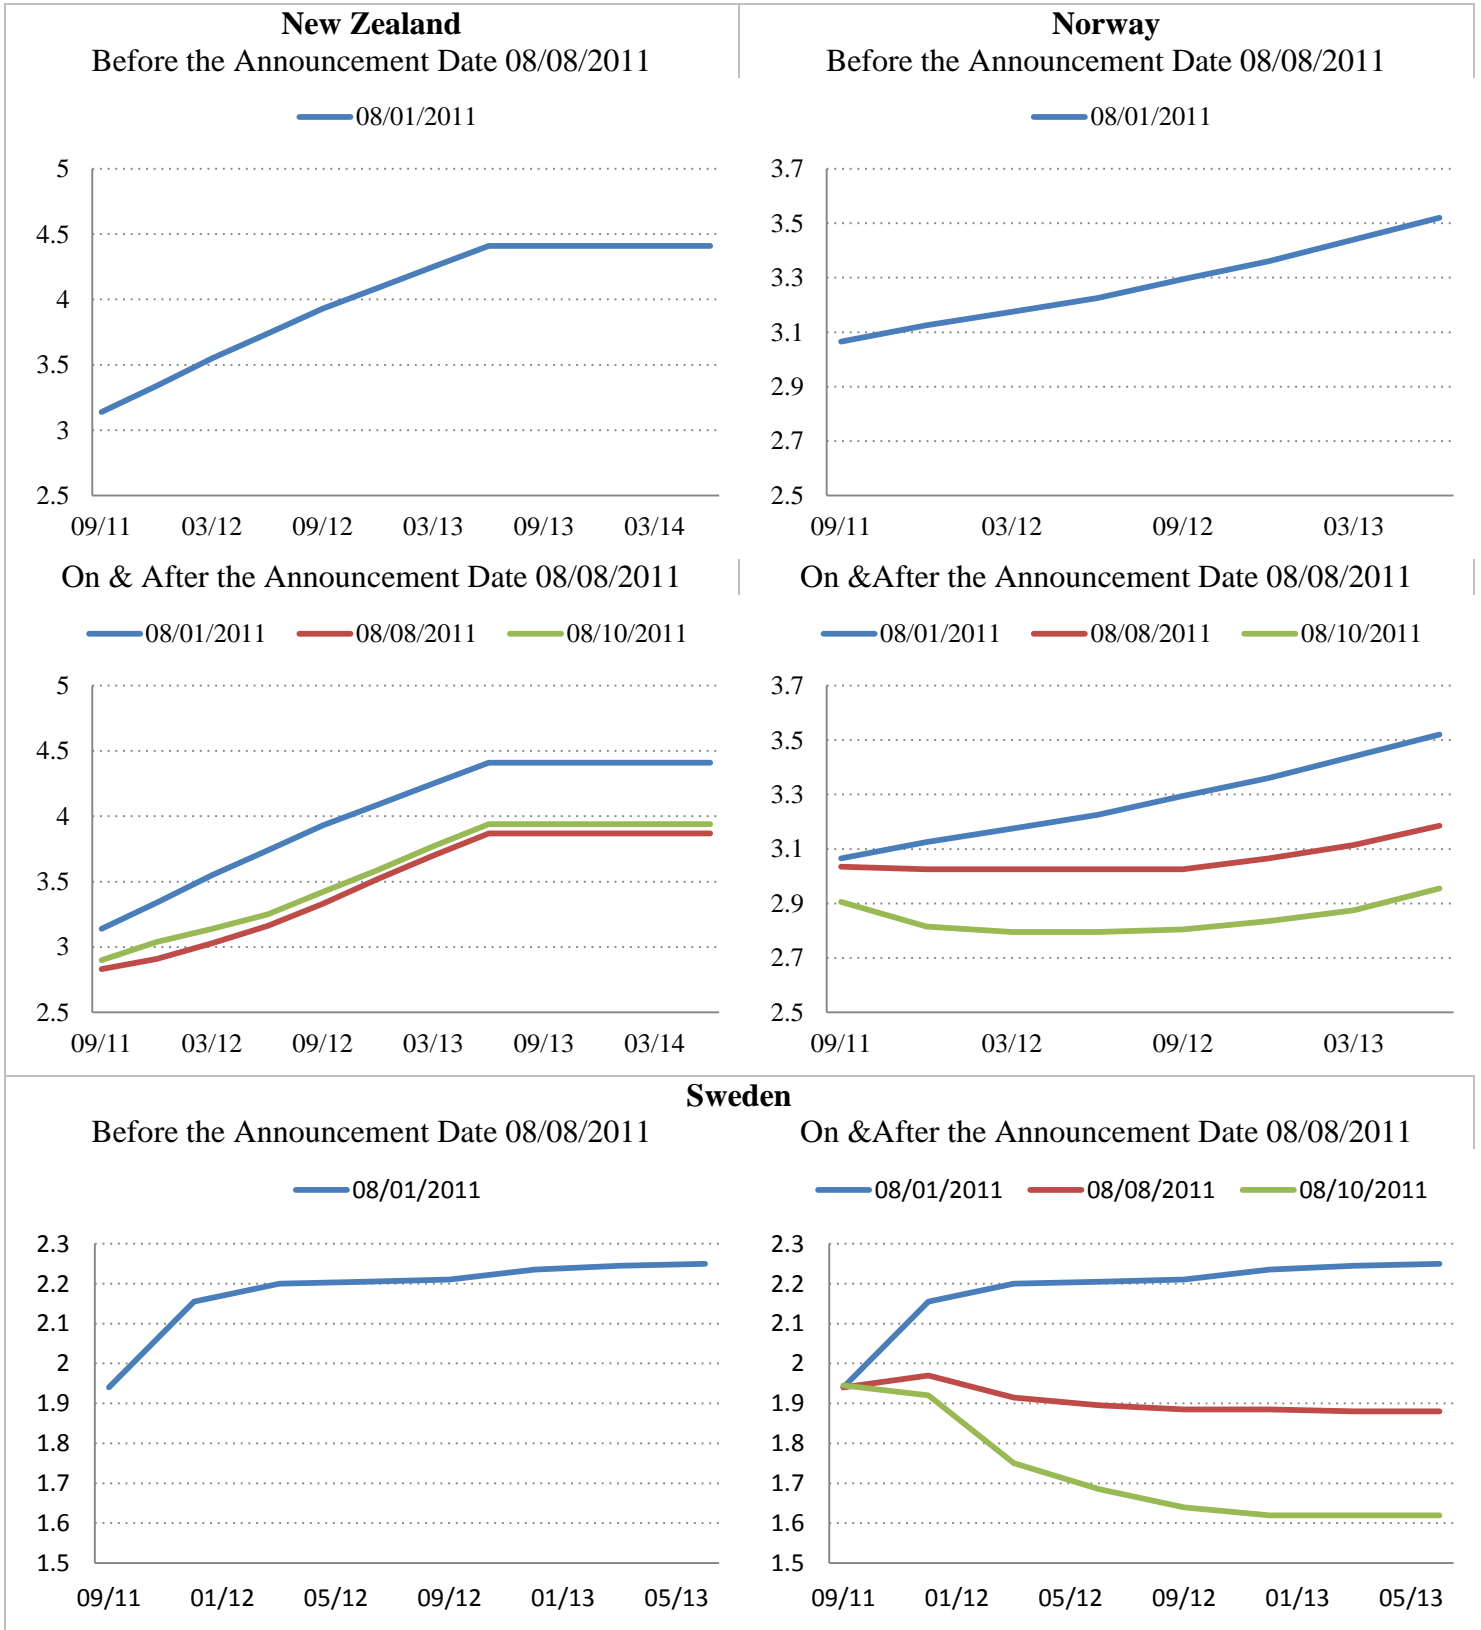 New Zealand
Before the Announcement Date 08/08/2011
08/01/2011
5
4.5
4
3.5
3
2.5
09/11 03/12 09/12 03/13 09/13 03/14
Norway
Before the Announcement Date 08/08/2011
08/01/2011
3.7
3.5
3.3
3.1
2.9
2.7
2.5
09/11 03/12 09/12 03/13
On & After the Announcement Date 08/08/2011
08/01/2011 08/08/2011 08/10/2011
5
4.5
4
3.5
3
2.5
09/11 03/12 09/12 03/13 09/13 03/14
On &After the Announcement Date 08/08/2011
08/01/2011 08/08/2011 08/10/2011
3.7
3.5
3.3
3.1
2.9
2.7
2.5
09/11 03/12 09/12 03/13
Sweden
Before the Announcement Date 08/08/2011
08/01/2011
2.3
2.2
2.1
2
1.9
1.8
1.7
1.6
1.5
09/11 01/12 05/12 09/12 01/13 05/13
On &After the Announcement Date 08/08/2011
08/01/2011 08/08/2011 08/10/2011
2.3
2.2
2.1
2
1.9
1.8
1.7
1.6
1.5
09/11 01/12 05/12 09/12 01/13 05/13